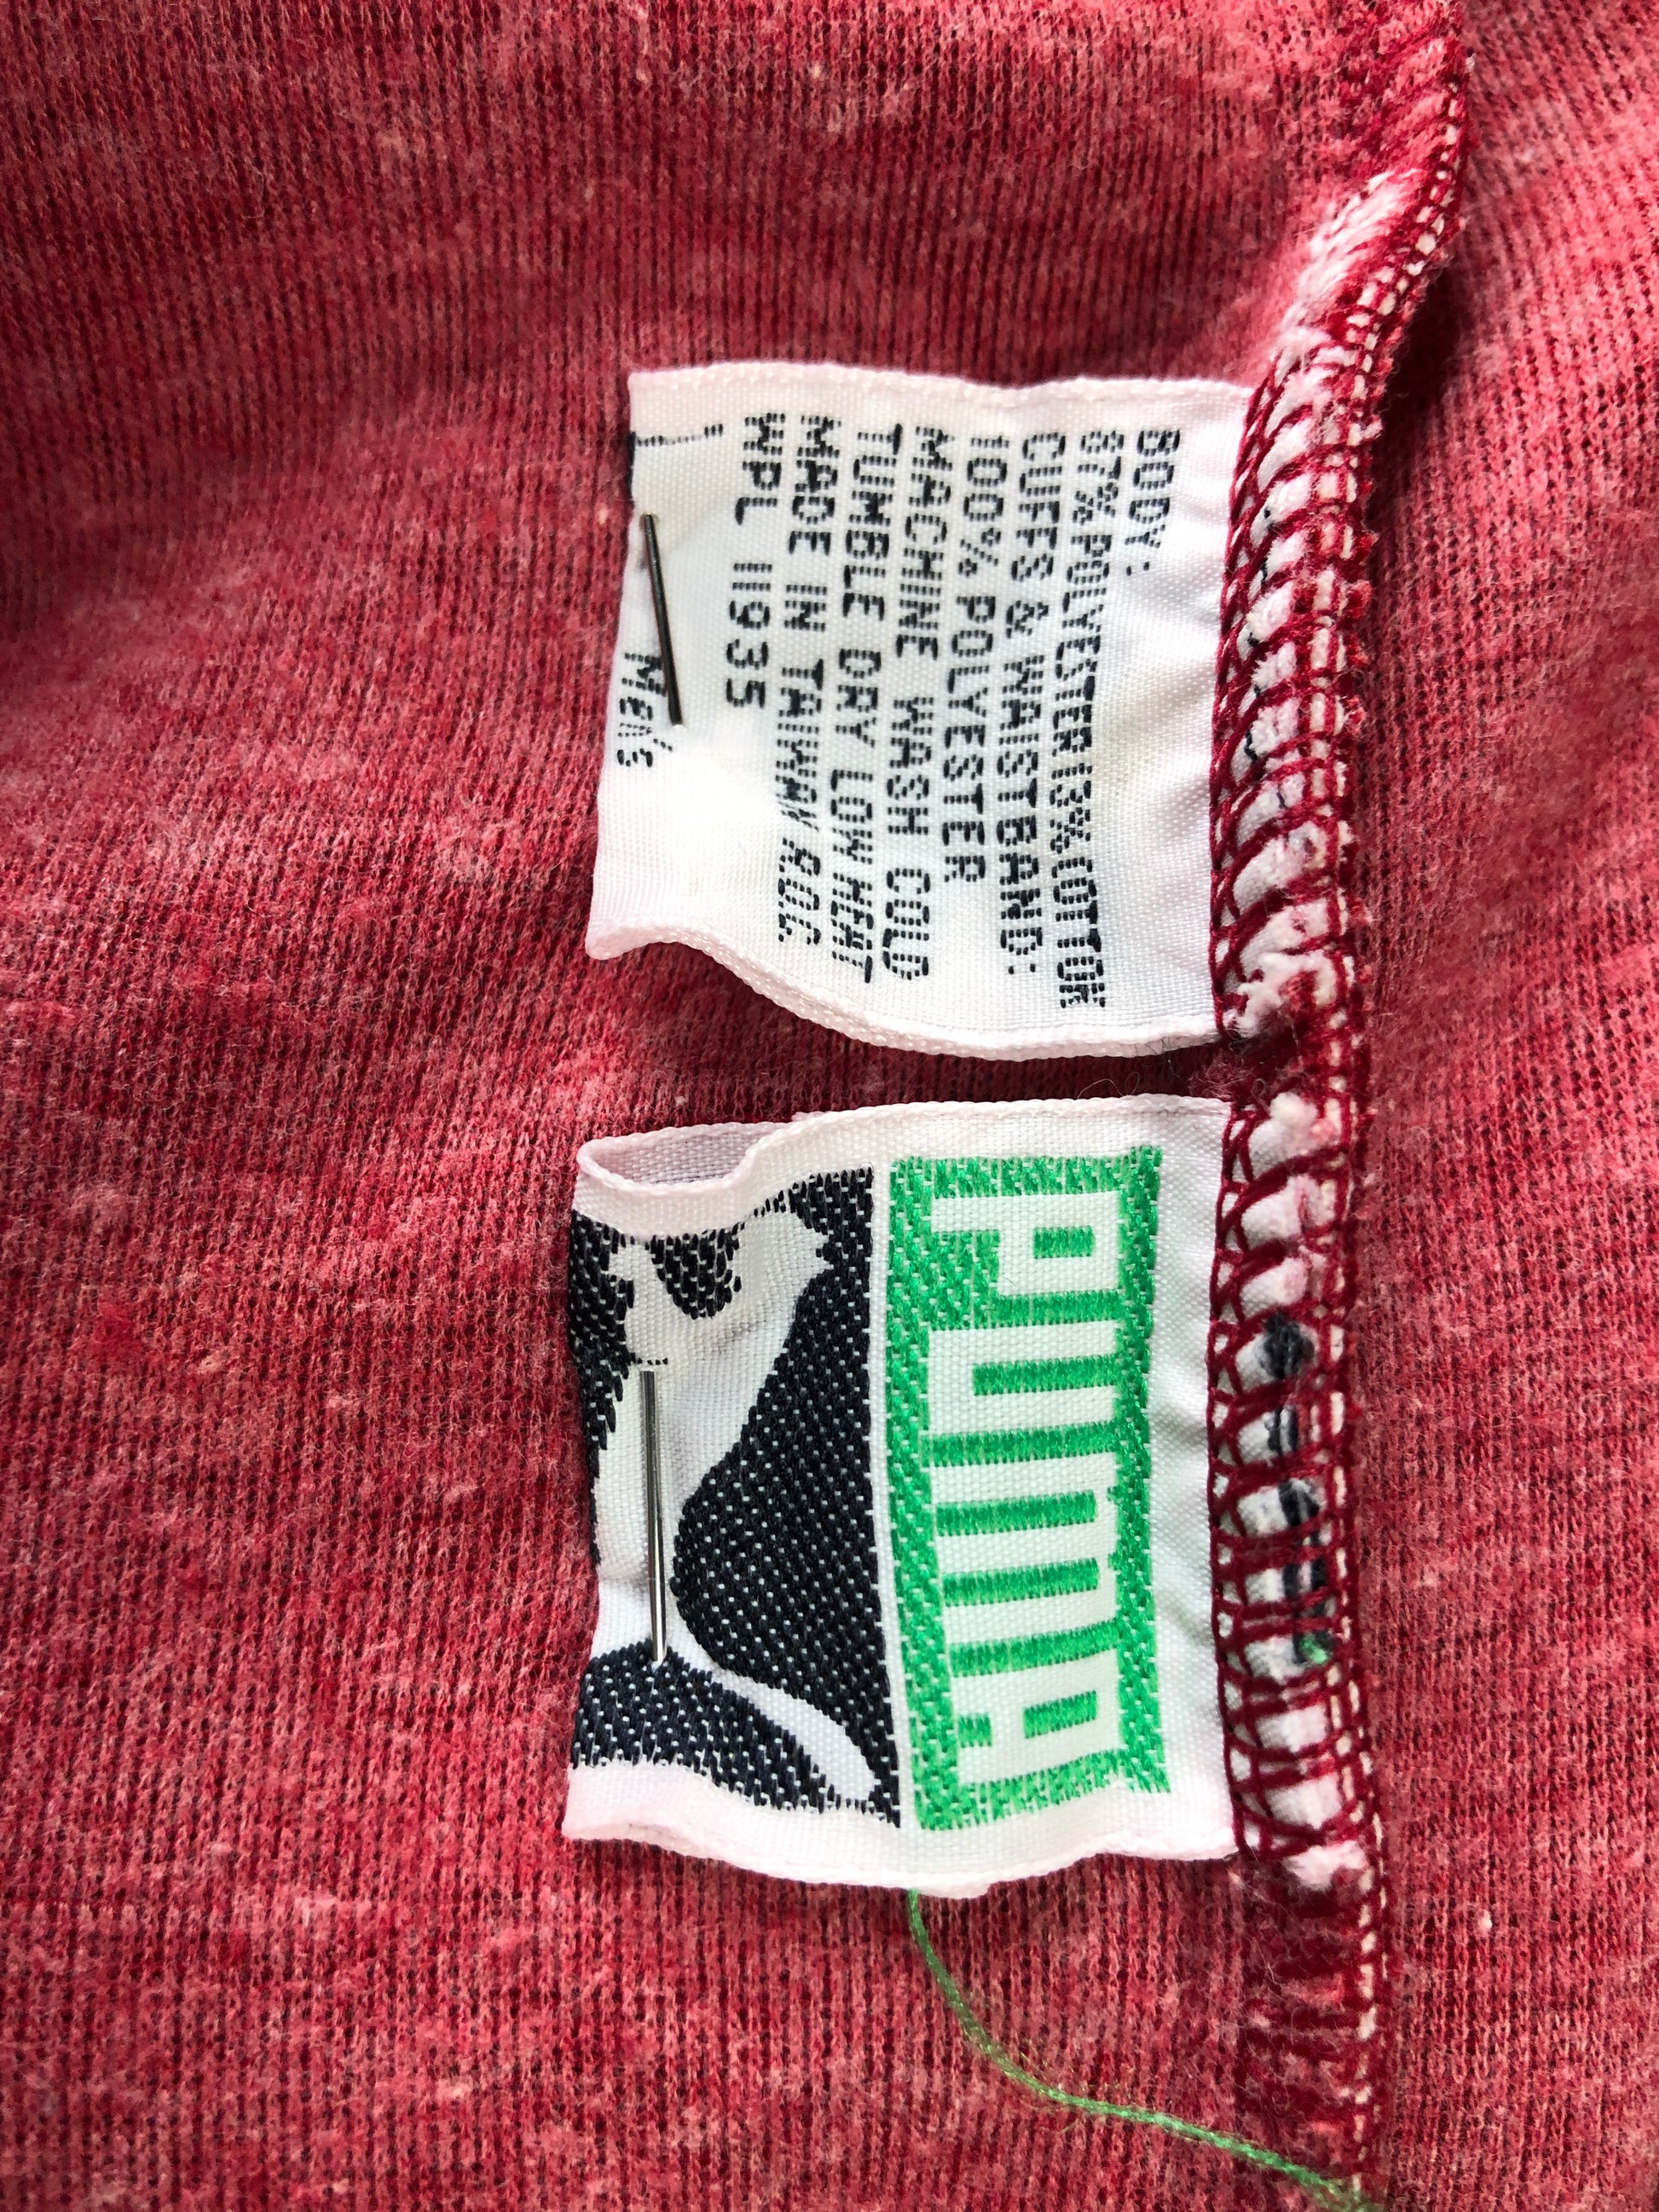 BODY:
87% POLYESTER 13% COTTON
CUFFS & WAISTBAND:
100% POLYESTER
MACHINE WASH COLD
TUMBLE DRY LOW HEAT
MADE IN TAIWAN R.O.C
WPL 11935
Men's
PUMA